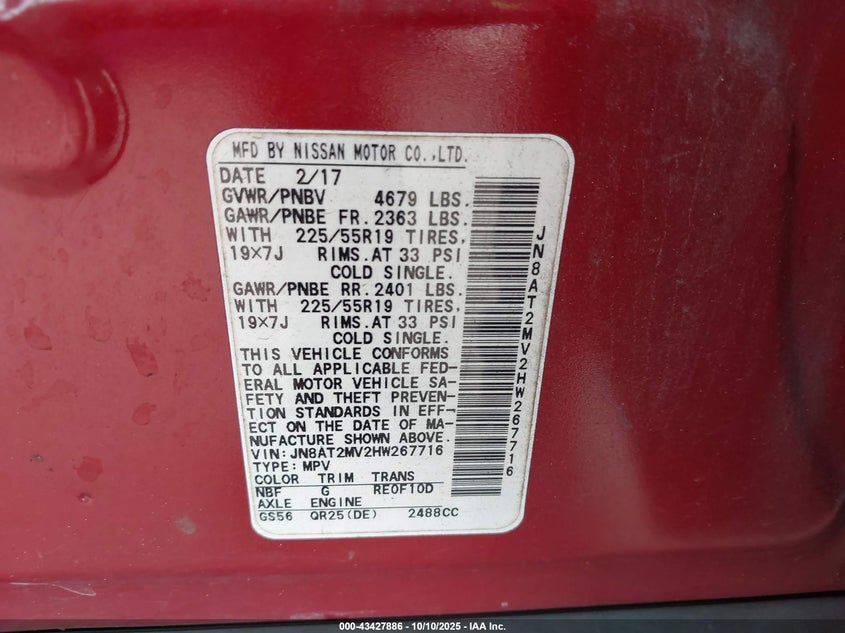 MFD BY NISSAN MOTOR CO.,LTD.
DATE 2/17
GVWR/PNBV 4679 LBS.
GAWR/PNBE FR. 2363 LBS.
WITH 225/55R19 TIRES,
19×7J RIMS.AT 33 PSI
COLD SINGLE.
GAWR/PNBE RR. 2401 LBS.
WITH 225/55R19 TIRES,
19×7J RIMS.AT 33 PSI
COLD SINGLE.
THIS VEHICLE CONFORMS
TO ALL APPLICABLE FED-
ERAL MOTOR VEHICLE SA-
FETY AND THEFT PREVEN-
TION STANDARDS IN EFF-
ECT ON THE DATE OF MA-
NUFACTURE SHOWN ABOVE.
VIN: JN8AT2MV2HW267716
TYPE: MPV
COLOR TRIM TRANS
NBF G RE0F10D
AXLE ENGINE
GS56 QR25(DE) 2488CC
JN8AT2MV2HW267716
000-43427886 - 10/10/2025 - IAA Inc.